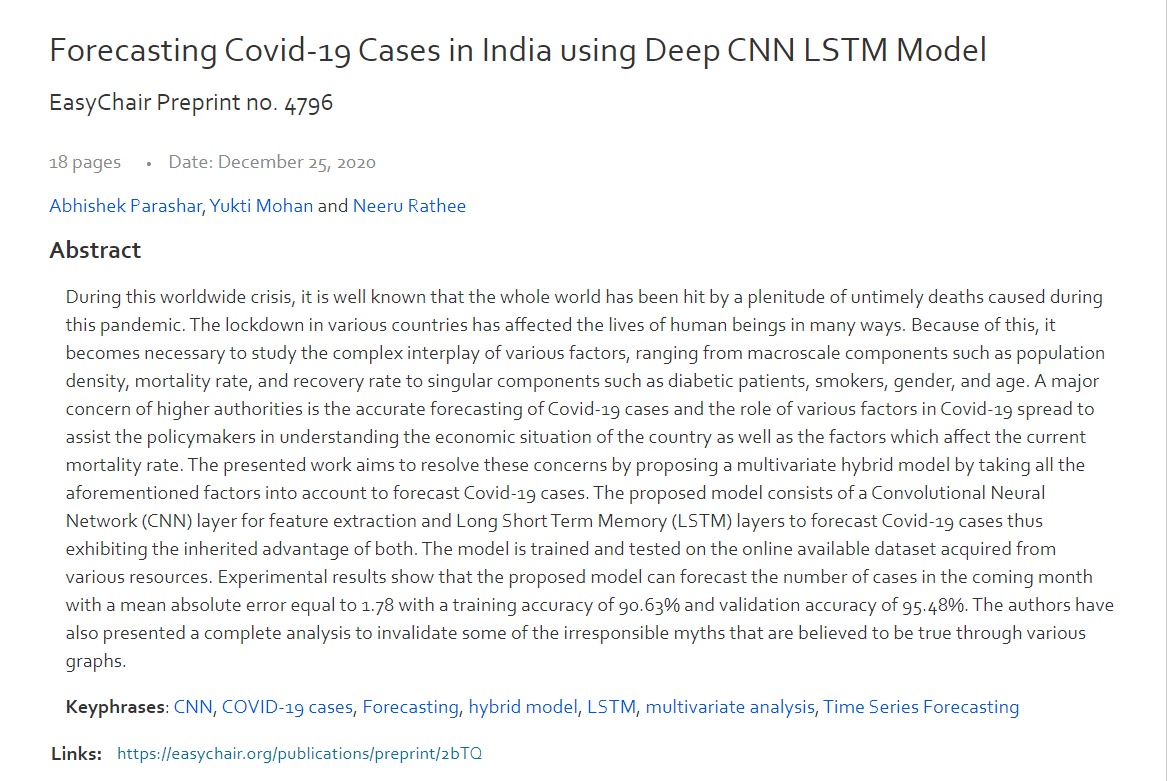 Forecasting Covid-19 Cases in India using Deep CNN LSTM Model
EasyChair Preprint no. 4796
18 pages • Date: December 25, 2020
Abhishek Parashar, Yukti Mohan and Neeru Rathee
Abstract
During this worldwide crisis, it is well known that the whole world has been hit by a plenitude of untimely deaths caused during
this pandemic. The lockdown in various countries has affected the lives of human beings in many ways. Because of this, it
becomes necessary to study the complex interplay of various factors, ranging from macroscale components such as population
density, mortality rate, and recovery rate to singular components such as diabetic patients, smokers, gender, and age. A major
concern of higher authorities is the accurate forecasting of Covid-19 cases and the role of various factors in Covid-19 spread to
assist the policymakers in understanding the economic situation of the country as well as the factors which affect the current
mortality rate. The presented work aims to resolve these concerns by proposing a multivariate hybrid model by taking all the
aforementioned factors into account to forecast Covid-19 cases. The proposed model consists of a Convolutional Neural
Network (CNN) layer for feature extraction and Long Short Term Memory (LSTM) layers to forecast Covid-19 cases thus
exhibiting the inherited advantage of both. The model is trained and tested on the online available dataset acquired from
various resources. Experimental results show that the proposed model can forecast the number of cases in the coming month
with a mean absolute error equal to 1.78 with a training accuracy of 90.63% and validation accuracy of 95.48%. The authors have
also presented a complete analysis to invalidate some of the irresponsible myths that are believed to be true through various
graphs.
Keyphrases: CNN, COVID-19 cases, Forecasting, hybrid model, LSTM, multivariate analysis, Time Series Forecasting
Links: https://easychair.org/publications/preprint/2bTQ